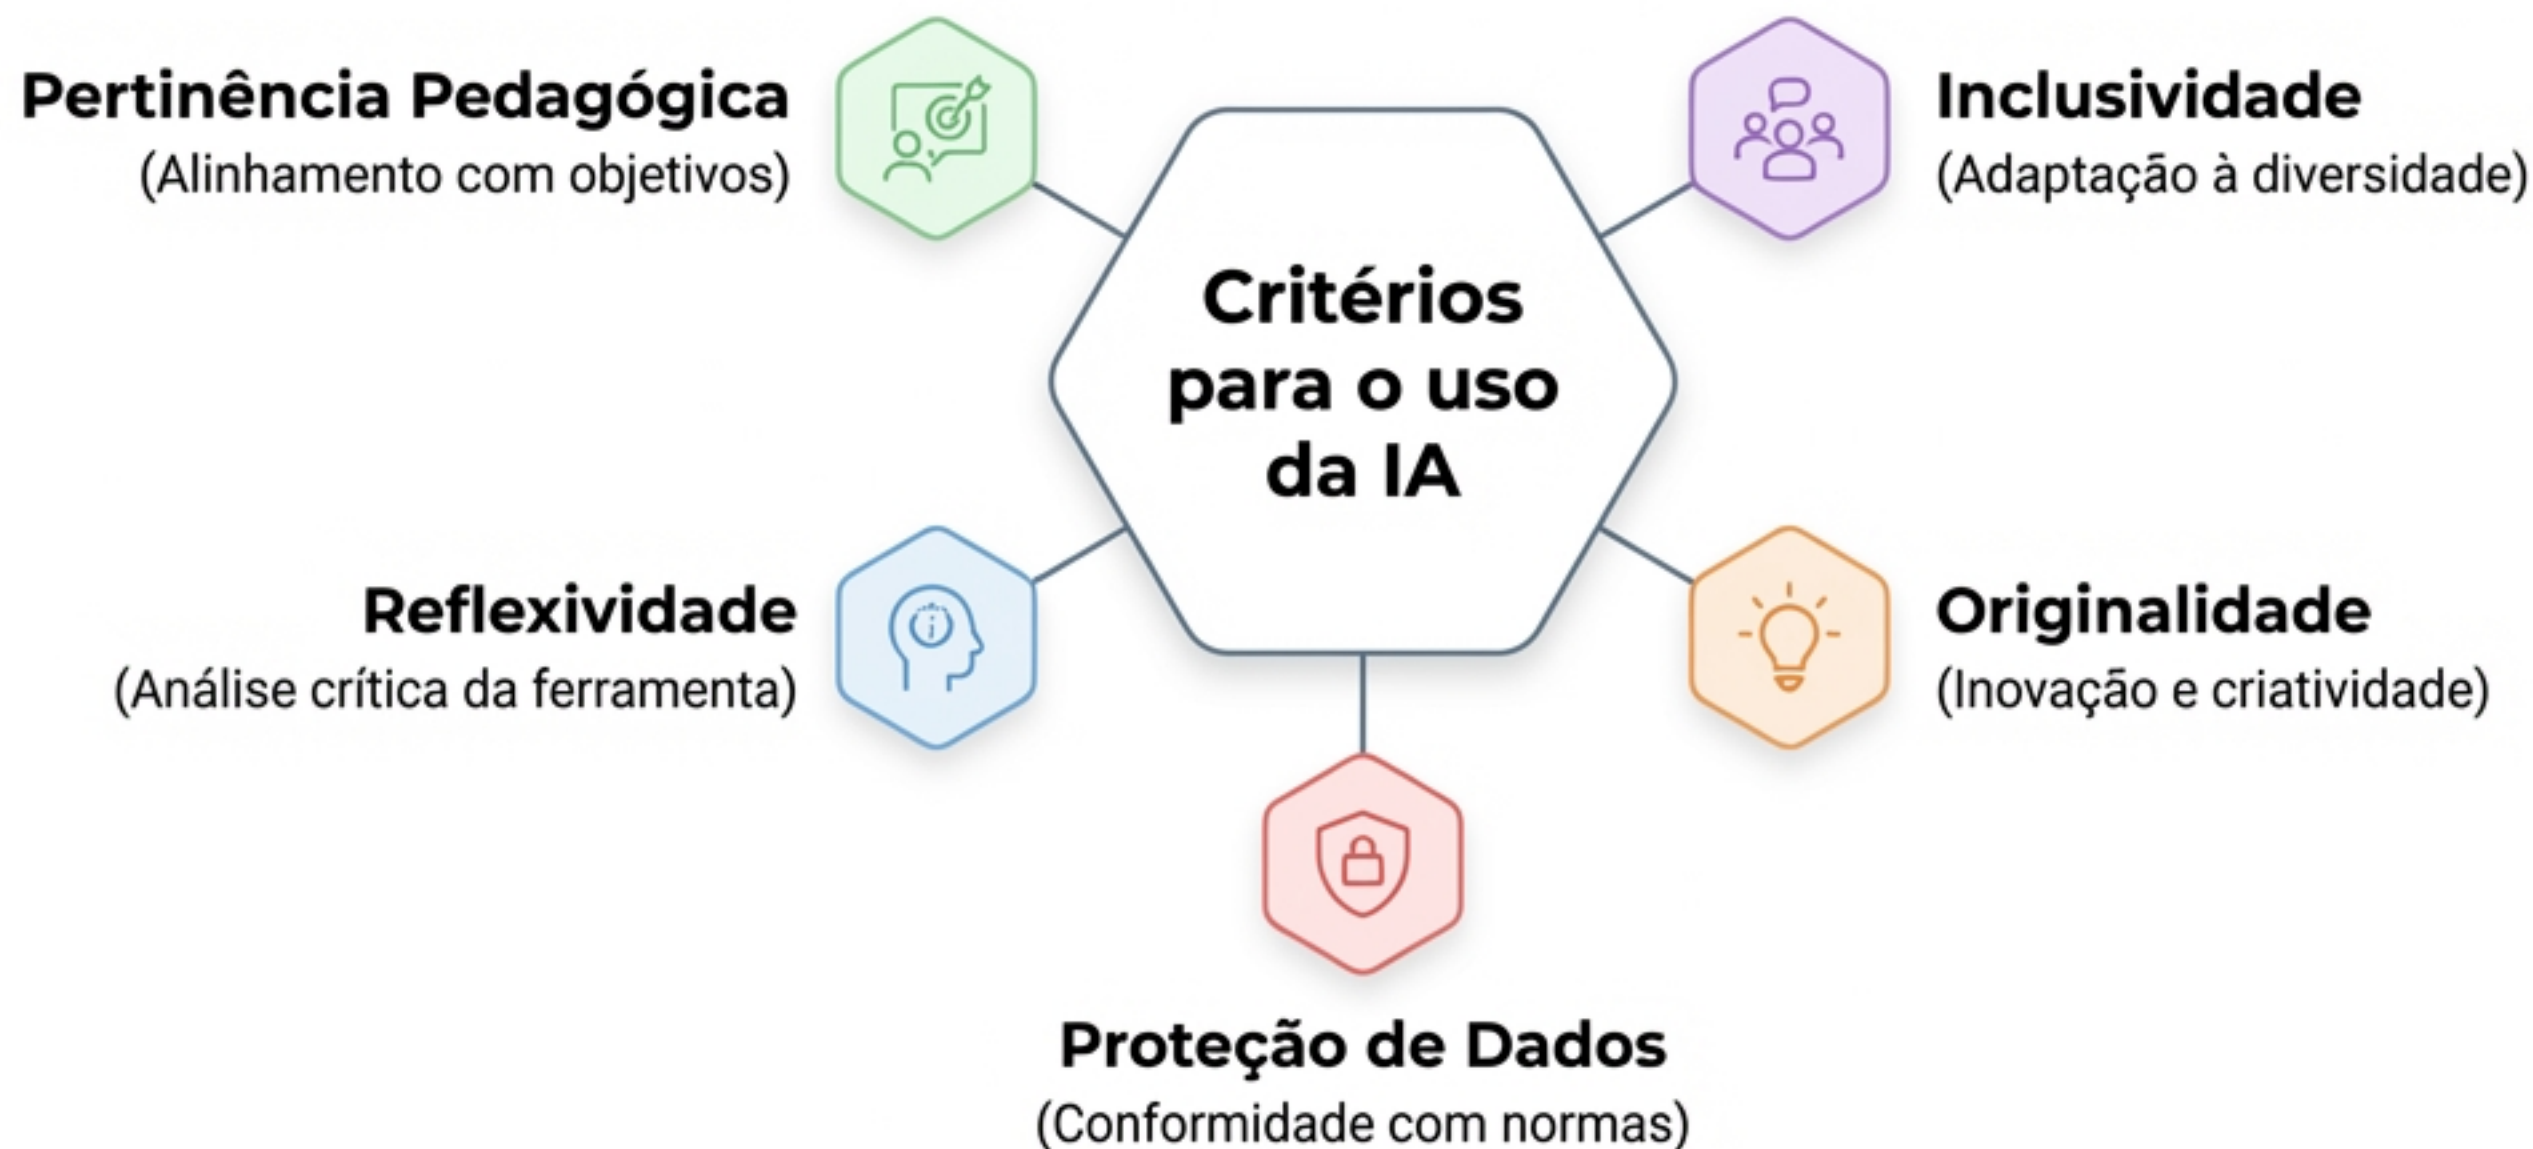 Pertinência Pedagógica
(Alinhamento com objetivos)
Inclusividade
(Adaptação à diversidade)
Critérios
para o uso
da IA
Reflexividade
(Análise crítica da ferramenta)
Originalidade
(Inovação e criatividade)
Proteção de Dados
(Conformidade com normas)